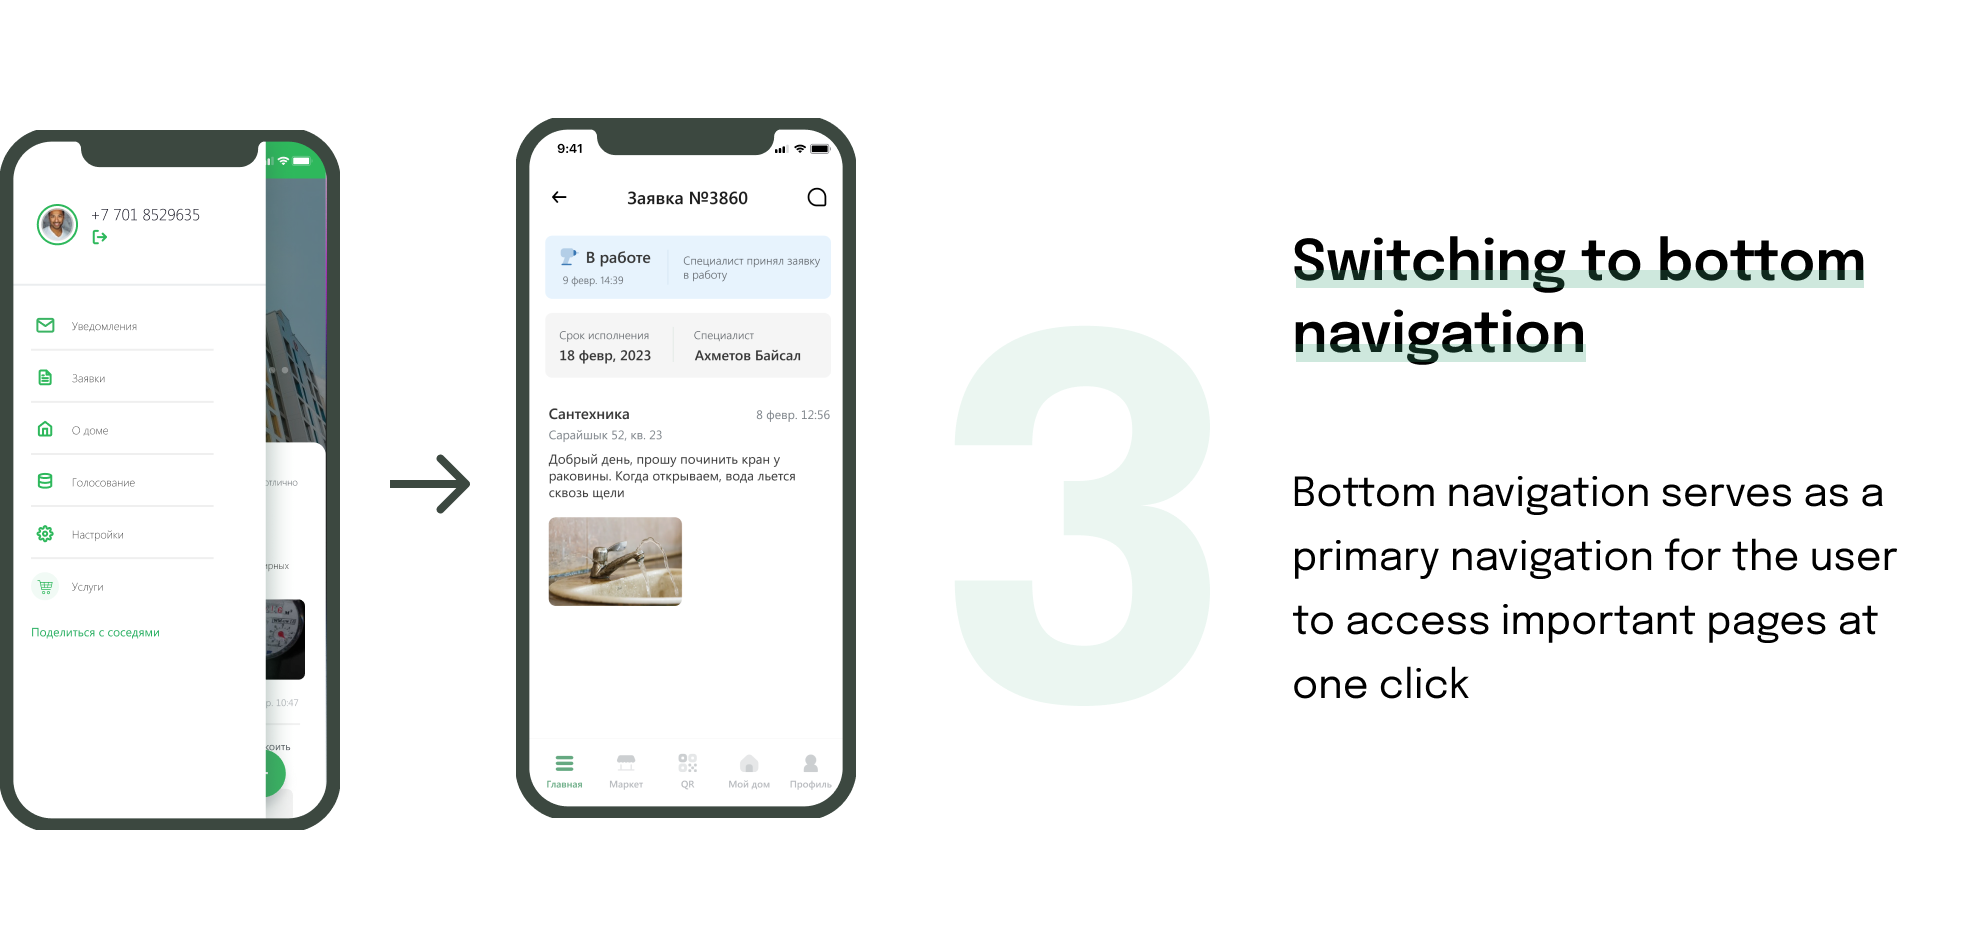 +7 701 8529635
Уведомления
Заявки
О доме
Голосование
Настройки
Услуги
Поделиться с соседями
отлично
10:47
9:41
Заявка №3860
В работе
9 февр. 14:39
Специалист принял заявку
в работу
Срок исполнения
18 февр, 2023
Специалист
Ахметов Байсал
Сантехника
8 февр. 12:56
Сарайшык 52, кв. 23
Добрый день, прошу починить кран у
раковины. Когда открываем, вода льется
сквозь щели
Главная
Маркет
QR
Мой дом
Профиль
3
Switching to bottom
navigation
Bottom navigation serves as a
primary navigation for the user
to access important pages at
one click